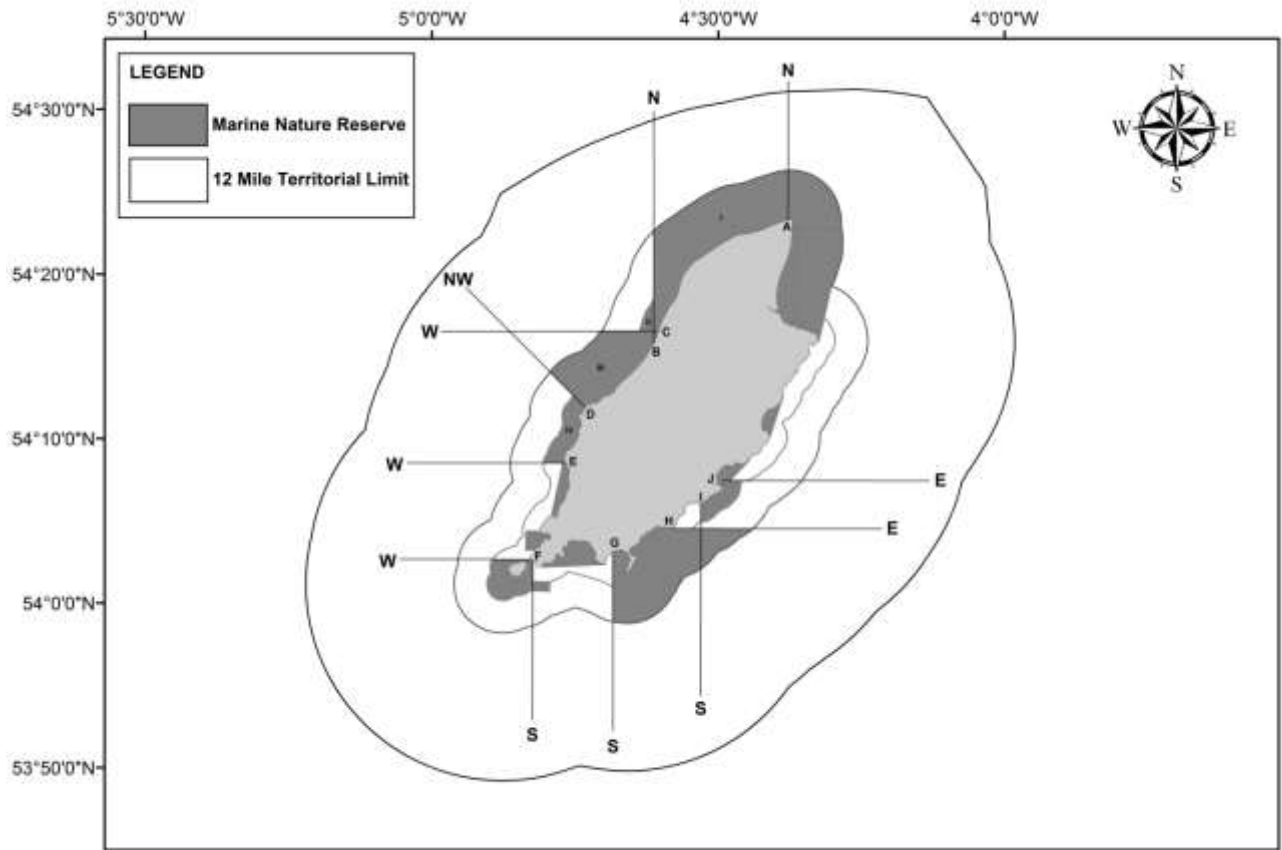 5°30'0"W 5°0'0"W 4°30'0"W 4°0'0"W
LEGEND
Marine Nature Reserve
12 Mile Territorial Limit
N
N
N
W E
S
54°30'0"N
54°20'0"N
54°10'0"N
54°0'0"N
53°50'0"N
A
NW
W
C
B
D
W
E
J
E
I
H
E
G
W
F
S
S
S